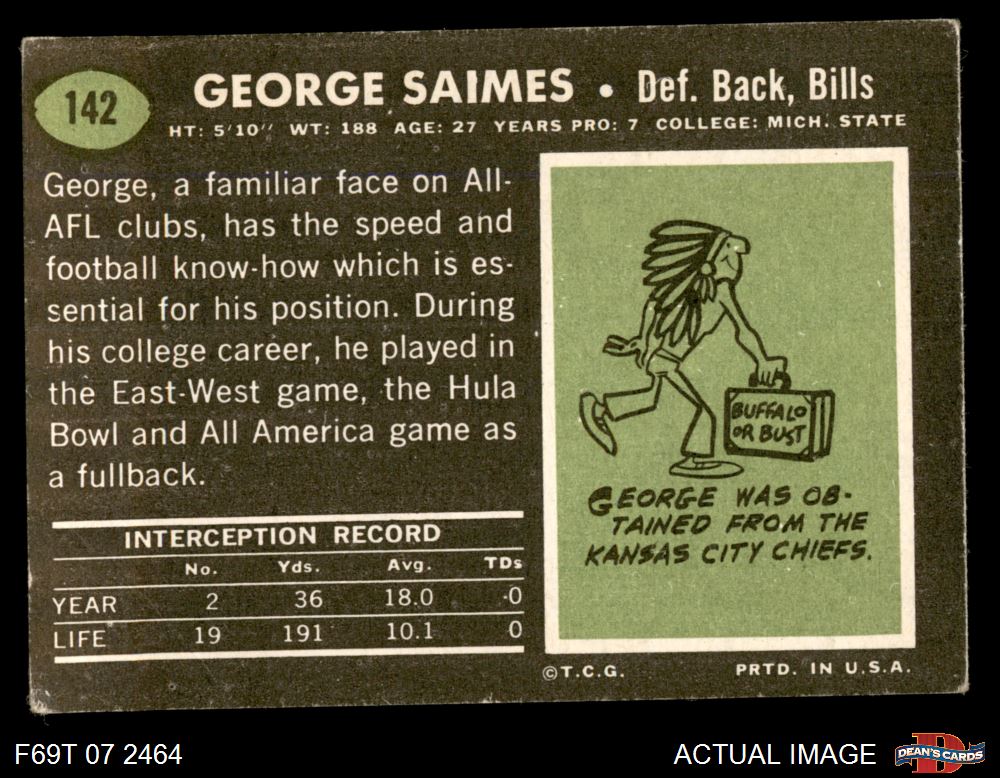 142
GEORGE SAIMES • Def. Back, Bills
HT: 5'10" WT: 188 AGE: 27 YEARS PRO: 7 COLLEGE: MICH. STATE
George, a familiar face on All-
AFL clubs, has the speed and
football know-how which is es-
sential for his position. During
his college career, he played in
the East-West game, the Hula
Bowl and All America game as
a fullback.
INTERCEPTION RECORD
No. Yds. Avg. TDs
YEAR 2 36 18.0 -0
LIFE 19 191 10.1 0
BUFFALO
OR BUST
GEORGE WAS OB-
TAINED FROM THE
KANSAS CITY CHIEFS.
©T.C.G. PRTD. IN U.S.A.
F69T 07 2464
ACTUAL IMAGE
D
DEAN'S CARDS